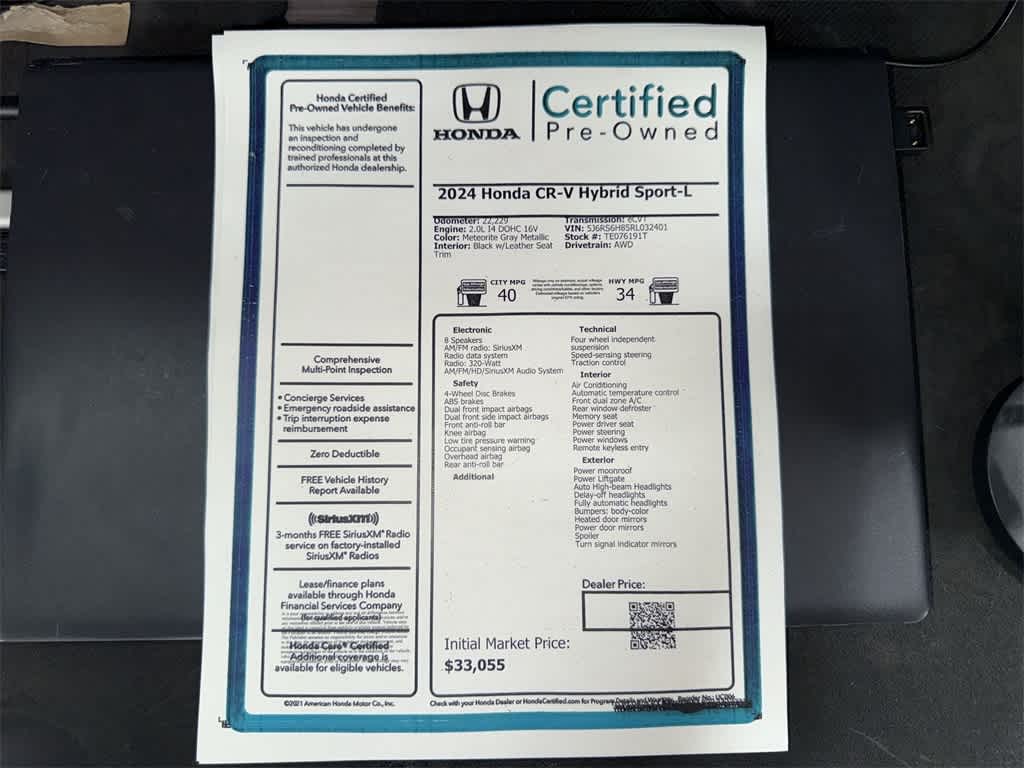 Honda Certified
Pre-Owned Vehicle Benefits:
This vehicle has undergone
an inspection and
reconditioning completed by
trained professionals at this
authorized Honda dealership.
Comprehensive
Multi-Point Inspection
• Concierge Services
• Emergency roadside assistance
• Trip interruption expense
reimbursement
Zero Deductible
FREE Vehicle History
Report Available
((SiriusXM))
3-months FREE SiriusXM® Radio
service on factory-installed
SiriusXM® Radios
Lease/finance plans
available through Honda
Financial Services Company
(for qualified applicants)
Honda Care® Certified
Additional coverage is
available for eligible vehicles.
©2021 American Honda Motor Co., Inc.
HONDA
Certified
Pre-Owned
2024 Honda CR-V Hybrid Sport-L
Odometer: 22,229
Engine: 2.0L I4 DOHC 16V
Color: Meteorite Gray Metallic
Interior: Black w/Leather Seat
Trim
Transmission: eCVT
VIN: 5J6RS6H85RL032401
Stock #: TE076191T
Drivetrain: AWD
CITY MPG
40
HWY MPG
34
Electronic
8 Speakers
AM/FM radio: SiriusXM
Radio data system
Radio: 320-Watt
AM/FM/HD/SiriusXM Audio System
Safety
4-Wheel Disc Brakes
ABS brakes
Dual front impact airbags
Dual front side impact airbags
Front anti-roll bar
Knee airbag
Low tire pressure warning
Occupant sensing airbag
Overhead airbag
Rear anti-roll bar
Additional
Technical
Four wheel independent
suspension
Speed-sensing steering
Traction control
Interior
Air Conditioning
Automatic temperature control
Front dual zone A/C
Rear window defroster
Memory seat
Power driver seat
Power steering
Power windows
Remote keyless entry
Exterior
Power moonroof
Power Liftgate
Auto High-beam Headlights
Delay-off headlights
Fully automatic headlights
Bumpers: body-color
Heated door mirrors
Power door mirrors
Spoiler
Turn signal indicator mirrors
Dealer Price:
Initial Market Price:
$33,055
Check with your Honda Dealer or HondaCertified.com for Program Details and Warranty. Reorder No.: